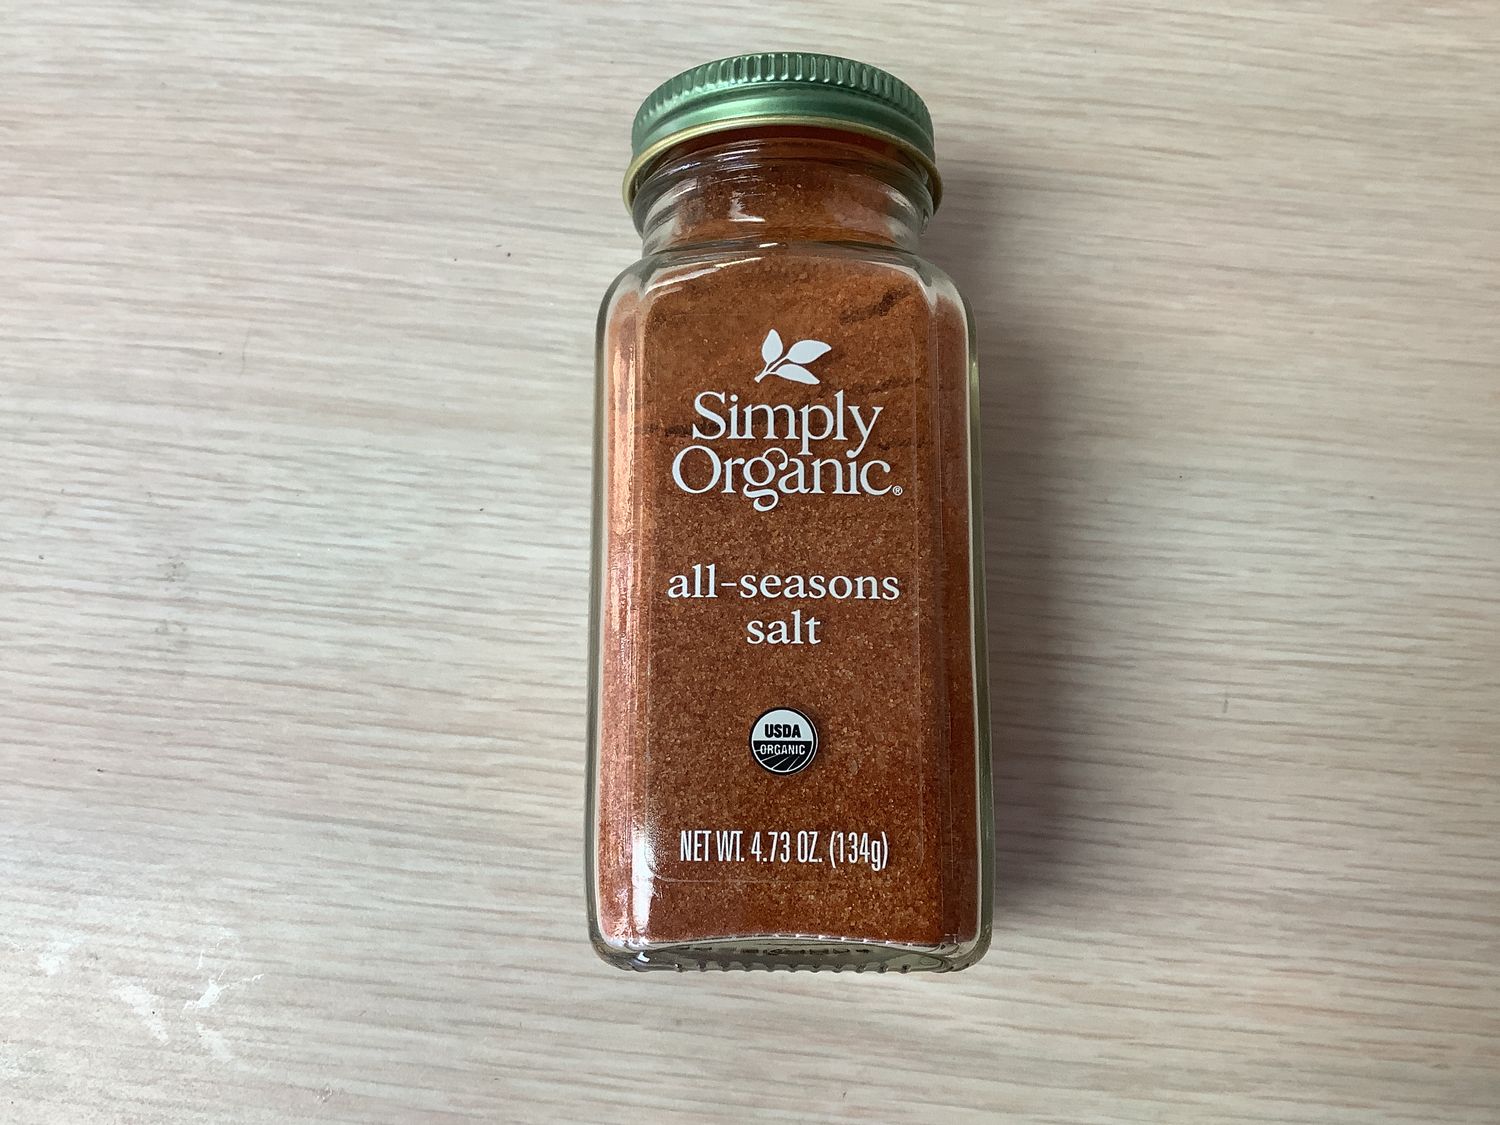 Simply
Organic®
all-seasons
salt
USDA
ORGANIC
NET WT. 4.73 OZ. (134g)